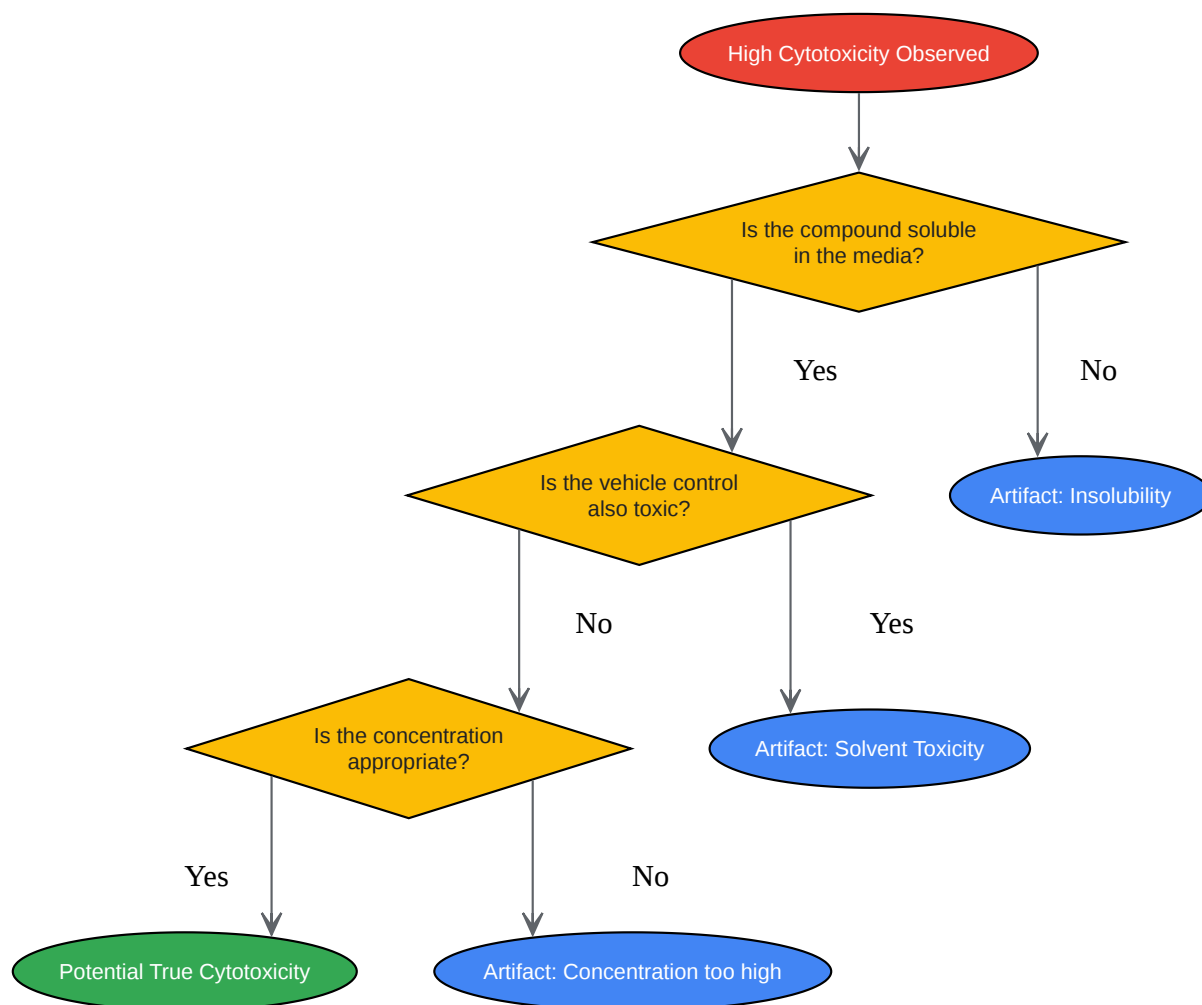 High Cytotoxicity Observed
Is the compound soluble
in the media?
Yes
No
Is the vehicle control
also toxic?
Artifact: Insolubility
No
Yes
Is the concentration
appropriate?
Artifact: Solvent Toxicity
Yes
No
Potential True Cytotoxicity
Artifact: Concentration too high